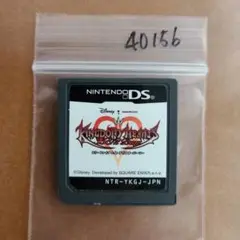 40156
NINTENDO DS
Disney
KINGDOM HEARTS
©Disney Developed by SQUARE ENIX
NTR-YKGJ-JPN